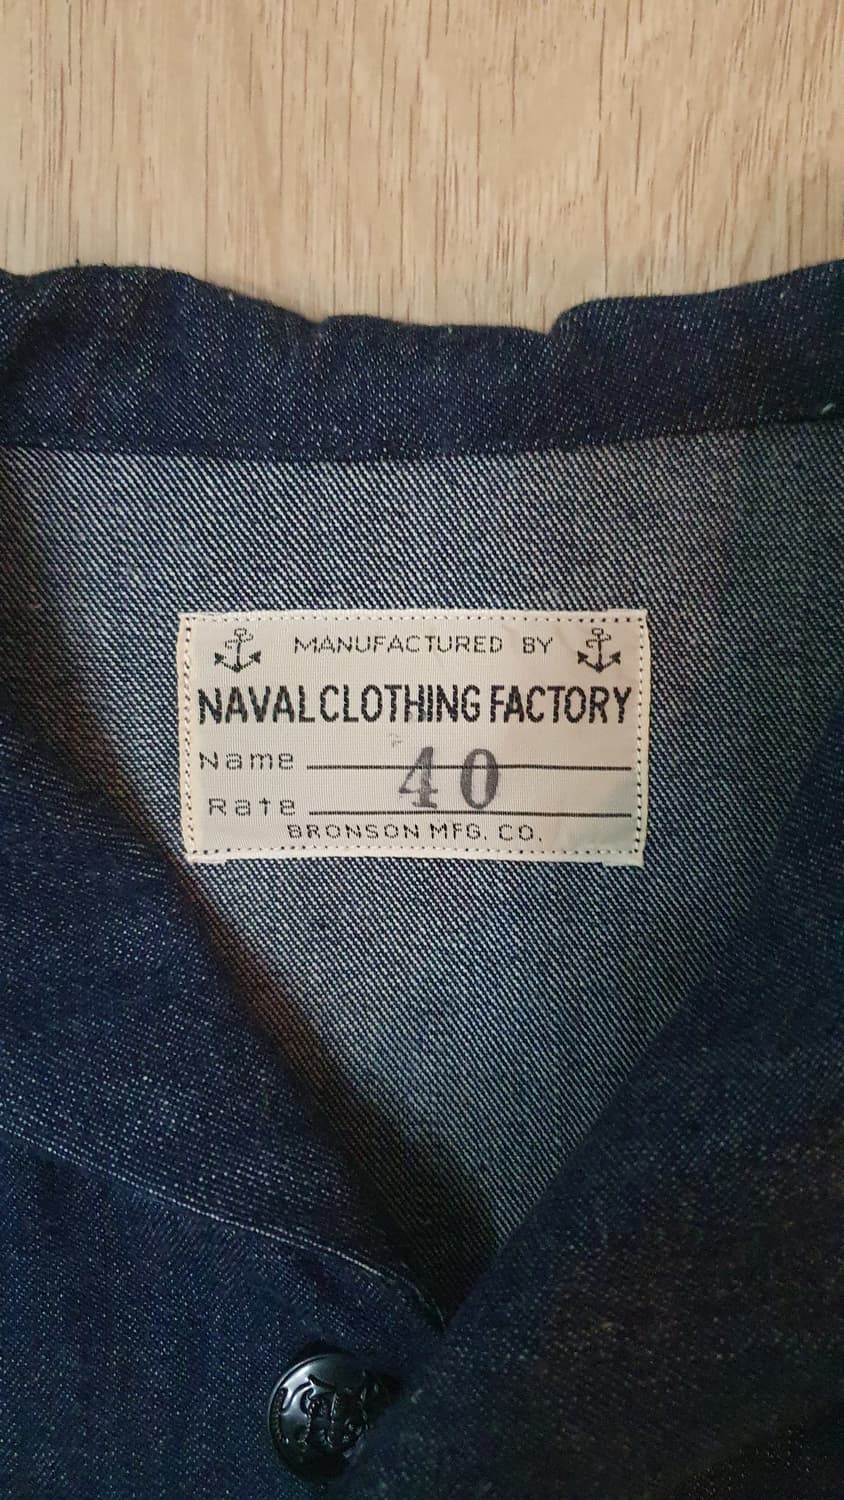 MANUFACTURED BY
NAVAL CLOTHING FACTORY
Name
40
Rate
BRONSON MFG. CO.